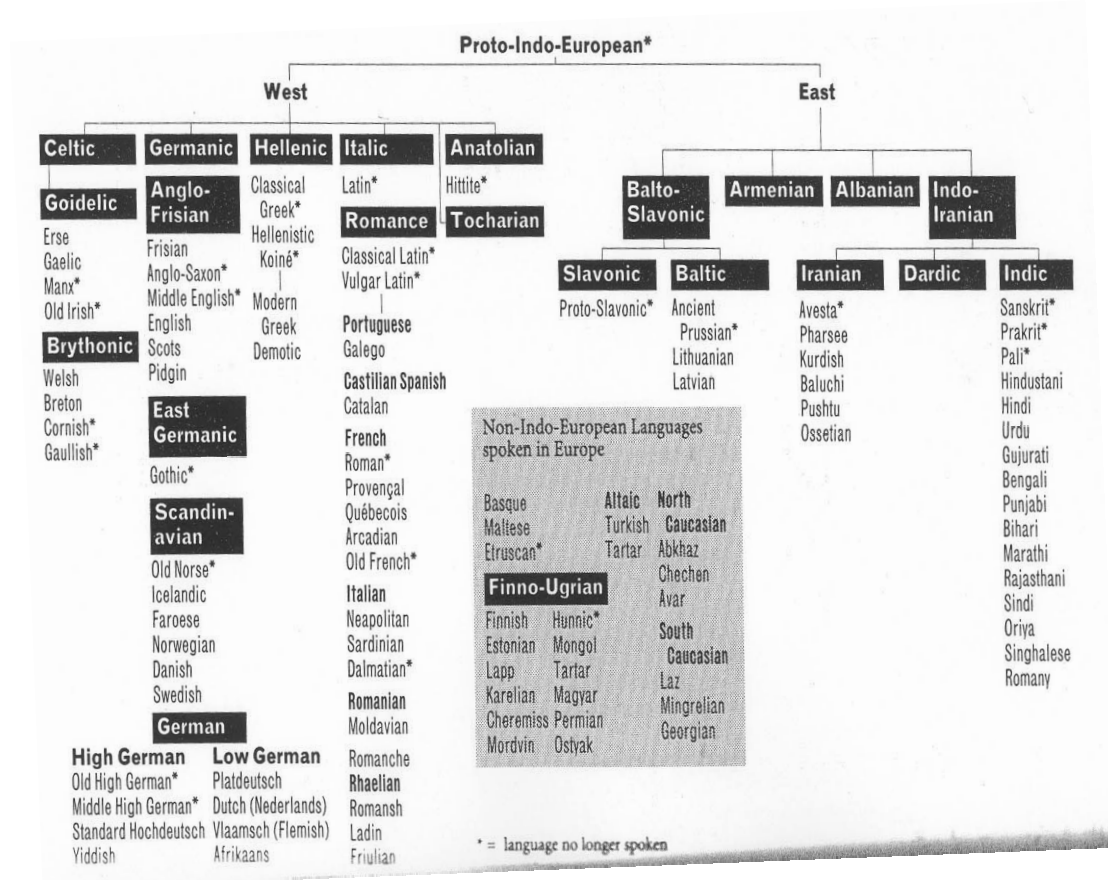 Proto-Indo-European*
West
East
Celtic
Goidelic
Erse
Gaelic
Manx*
Old Irish*
Brythonic
Welsh
Breton
Cornish*
Gaullish*
Germanic
Anglo-
Frisian
Frisian
Anglo-Saxon*
Middle English*
English
Scots
Pidgin
East
Germanic
Gothic*
Scandin-
avian
Old Norse*
Icelandic
Faroese
Norwegian
Danish
Swedish
German
High German
Old High German*
Middle High German*
Standard Hochdeutsch
Yiddish
Low German
Platdeutsch
Dutch (Nederlands)
Vlaamsch (Flemish)
Afrikaans
Hellenic
Classical
Greek*
Hellenistic
Koiné*
Modern
Greek
Demotic
Italic
Latin*
Romance
Classical Latin*
Vulgar Latin*
Portuguese
Galego
Castilian Spanish
Catalan
French
Roman*
Provençal
Québecois
Arcadian
Old French*
Italian
Neapolitan
Sardinian
Dalmatian*
Romanian
Moldavian
Romanche
Rhaelian
Romansh
Ladin
Friulian
Anatolian
Hittite*
Tocharian
Balto-
Slavonic
Slavonic
Proto-Slavonic*
Baltic
Ancient
Prussian*
Lithuanian
Latvian
Armenian
Albanian
Indo-
Iranian
Iranian
Avesta*
Pharsee
Kurdish
Baluchi
Pushtu
Ossetian
Dardic
Indic
Sanskrit*
Prakrit*
Pali*
Hindustani
Hindi
Urdu
Gujurati
Bengali
Punjabi
Bihari
Marathi
Rajasthani
Sindi
Oriya
Singhalese
Romany
Non-Indo-European Languages
spoken in Europe
Basque
Maltese
Etruscan*
Finno-Ugrian
Finnish
Estonian
Lapp
Karelian
Cheremiss
Mordvin
Hunnic*
Mongol
Tartar
Magyar
Permian
Ostyak
Altaic
Turkish
Tartar
North
Caucasian
Abkhaz
Chechen
Avar
South
Caucasian
Laz
Mingrelian
Georgian
* = language no longer spoken